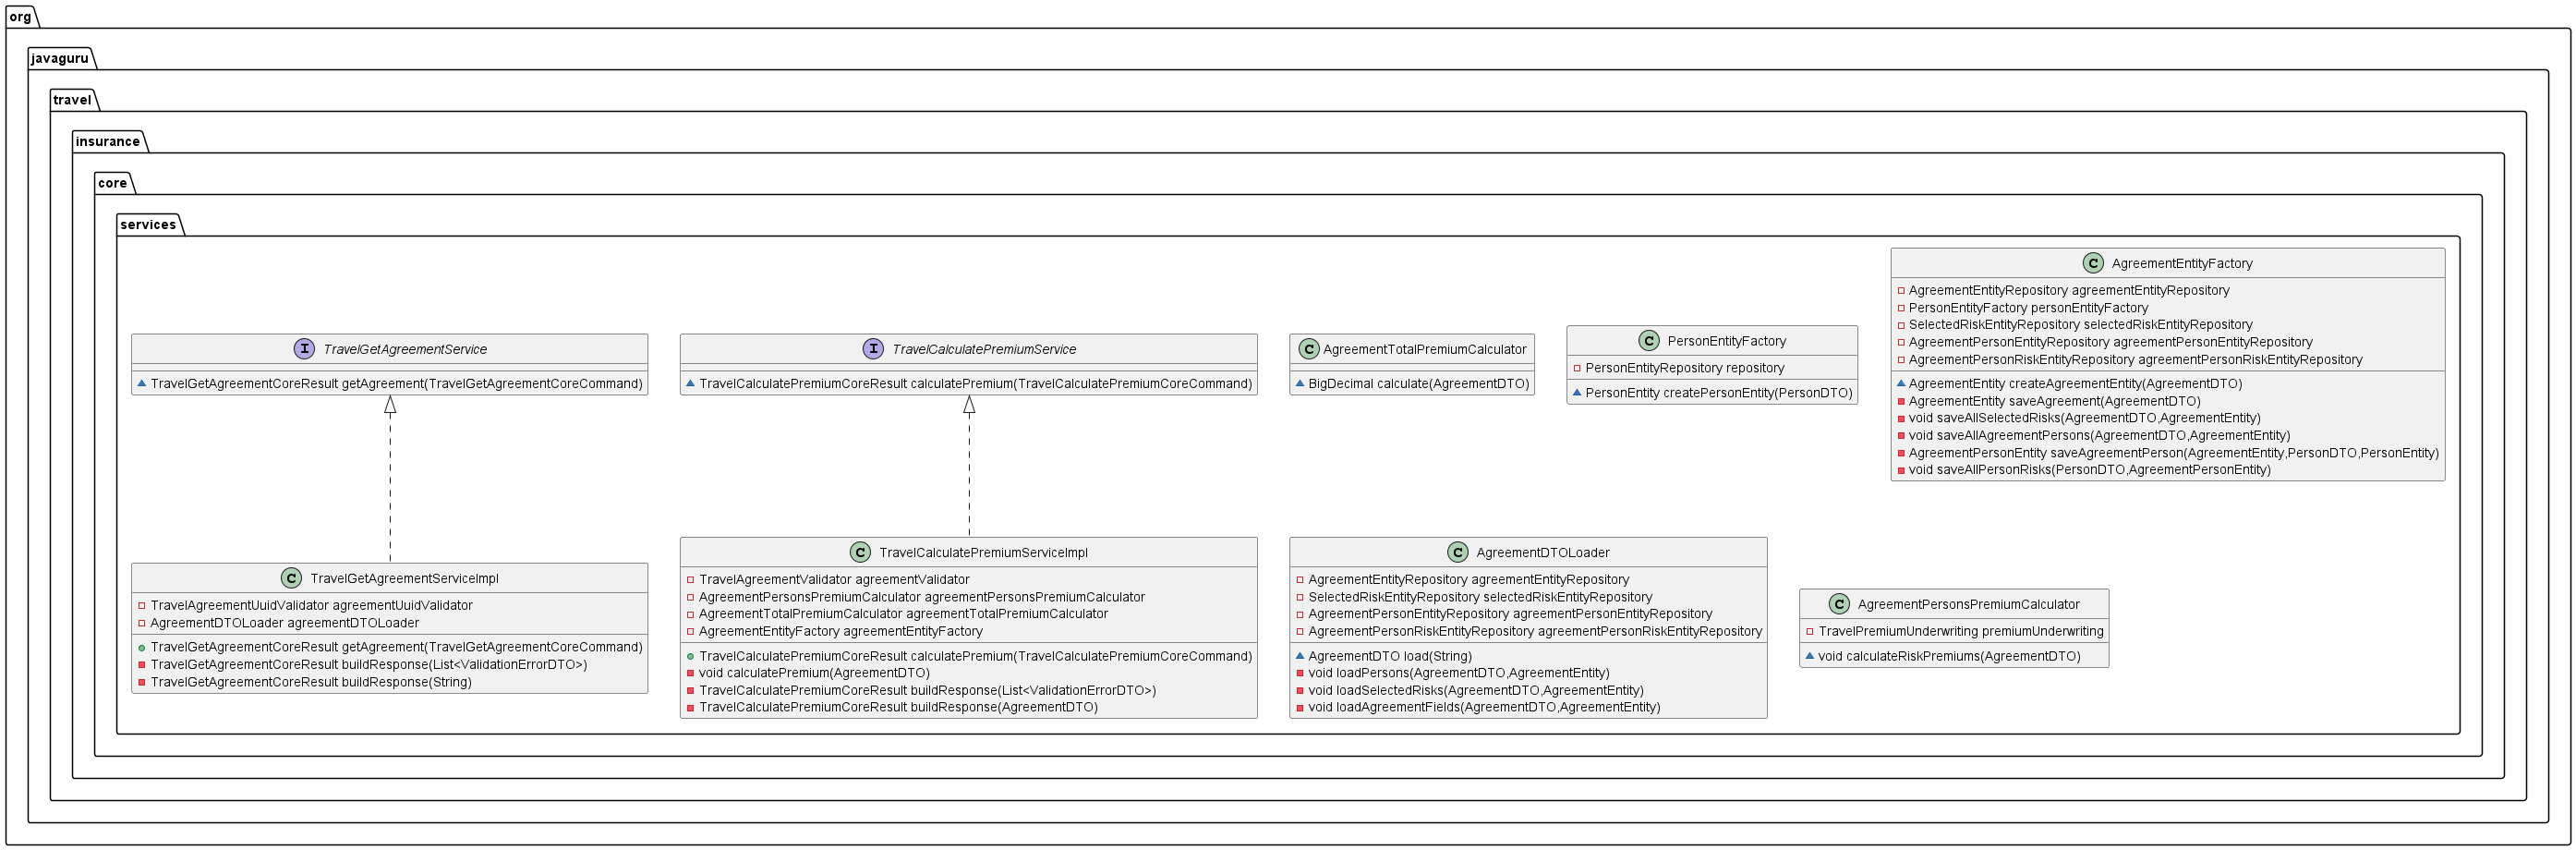 org
javaguru
travel
insurance
core
services
I TravelGetAgreementService
TravelGetAgreementCoreResult getAgreement(TravelGetAgreementCoreCommand)
I TravelCalculatePremiumService
TravelCalculatePremiumCoreResult calculatePremium(TravelCalculatePremiumCoreCommand)
C AgreementTotalPremiumCalculator
BigDecimal calculate(AgreementDTO)
C PersonEntityFactory
PersonEntityRepository repository
PersonEntity createPersonEntity(PersonDTO)
C AgreementEntityFactory
AgreementEntityRepository agreementEntityRepository
PersonEntityFactory personEntityFactory
SelectedRiskEntityRepository selectedRiskEntityRepository
AgreementPersonEntityRepository agreementPersonEntityRepository
AgreementPersonRiskEntityRepository agreementPersonRiskEntityRepository
AgreementEntity createAgreementEntity(AgreementDTO)
AgreementEntity saveAgreement(AgreementDTO)
void saveAllSelectedRisks(AgreementDTO,AgreementEntity)
void saveAllAgreementPersons(AgreementDTO,AgreementEntity)
AgreementPersonEntity saveAgreementPerson(AgreementEntity,PersonDTO,PersonEntity)
void saveAllPersonRisks(PersonDTO,AgreementPersonEntity)
C TravelGetAgreementServiceImpl
TravelAgreementUuidValidator agreementUuidValidator
AgreementDTOLoader agreementDTOLoader
TravelGetAgreementCoreResult getAgreement(TravelGetAgreementCoreCommand)
TravelGetAgreementCoreResult buildResponse(List<ValidationErrorDTO>)
TravelGetAgreementCoreResult buildResponse(String)
C TravelCalculatePremiumServiceImpl
TravelAgreementValidator agreementValidator
AgreementPersonsPremiumCalculator agreementPersonsPremiumCalculator
AgreementTotalPremiumCalculator agreementTotalPremiumCalculator
AgreementEntityFactory agreementEntityFactory
TravelCalculatePremiumCoreResult calculatePremium(TravelCalculatePremiumCoreCommand)
void calculatePremium(AgreementDTO)
TravelCalculatePremiumCoreResult buildResponse(List<ValidationErrorDTO>)
TravelCalculatePremiumCoreResult buildResponse(AgreementDTO)
C AgreementDTOLoader
AgreementEntityRepository agreementEntityRepository
SelectedRiskEntityRepository selectedRiskEntityRepository
AgreementPersonEntityRepository agreementPersonEntityRepository
AgreementPersonRiskEntityRepository agreementPersonRiskEntityRepository
AgreementDTO load(String)
void loadPersons(AgreementDTO,AgreementEntity)
void loadSelectedRisks(AgreementDTO,AgreementEntity)
void loadAgreementFields(AgreementDTO,AgreementEntity)
C AgreementPersonsPremiumCalculator
TravelPremiumUnderwriting premiumUnderwriting
void calculateRiskPremiums(AgreementDTO)